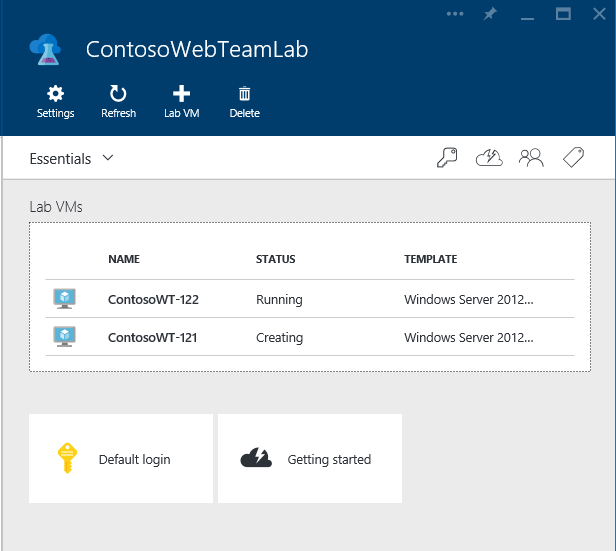 ContosoWebTeamLab
Settings Refresh Lab VM Delete
Essentials
Lab VMs
NAME STATUS TEMPLATE
ContosoWT-122 Running Windows Server 2012...
ContosoWT-121 Creating Windows Server 2012...
Default login Getting started